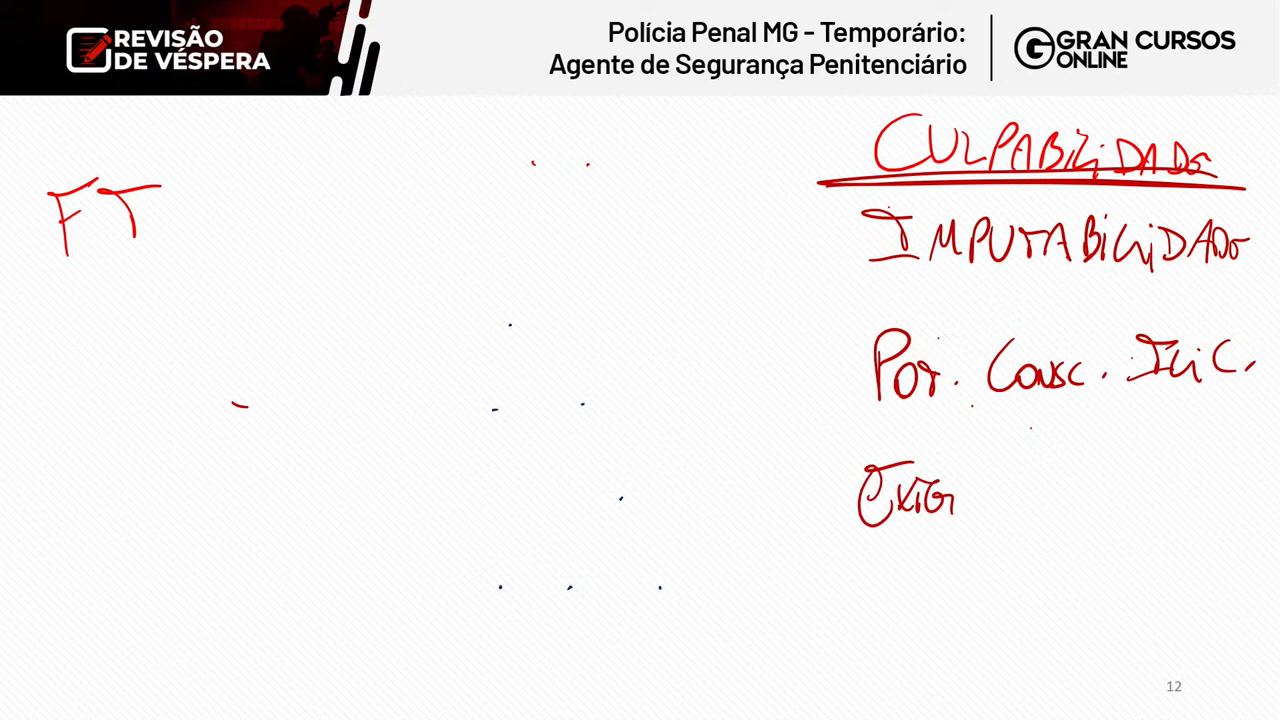 REVISÃO
DE VÉSPERA
Polícia Penal MG - Temporário:
Agente de Segurança Penitenciário
GRAN CURSOS
ONLINE
FT
CULPABILIDADE
IMPUTABILIDADE
POT. CONSC. ILIC.
EXIG
12